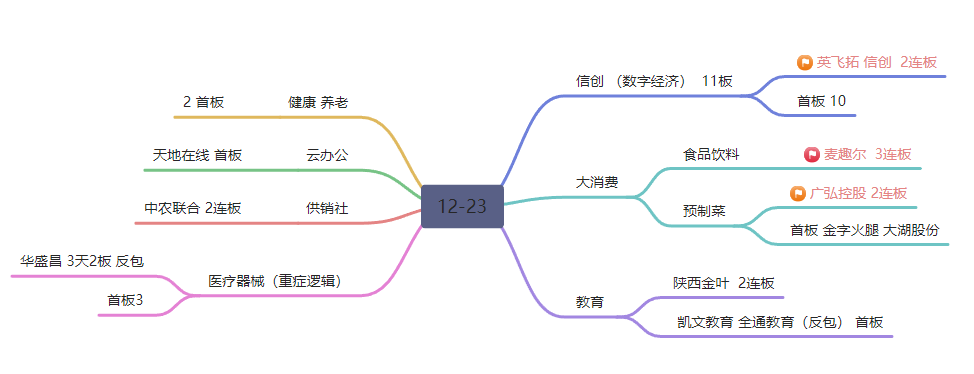 12-23
信创 （数字经济） 11板
英飞拓 信创 2连板
首板 10
大消费
食品饮料
麦趣尔 3连板
预制菜
广弘控股 2连板
首板 金字火腿 大湖股份
教育
陕西金叶 2连板
凯文教育 全通教育（反包） 首板
健康 养老
2 首板
云办公
天地在线 首板
供销社
中农联合 2连板
医疗器械（重症逻辑）
华盛昌 3天2板 反包
首板3